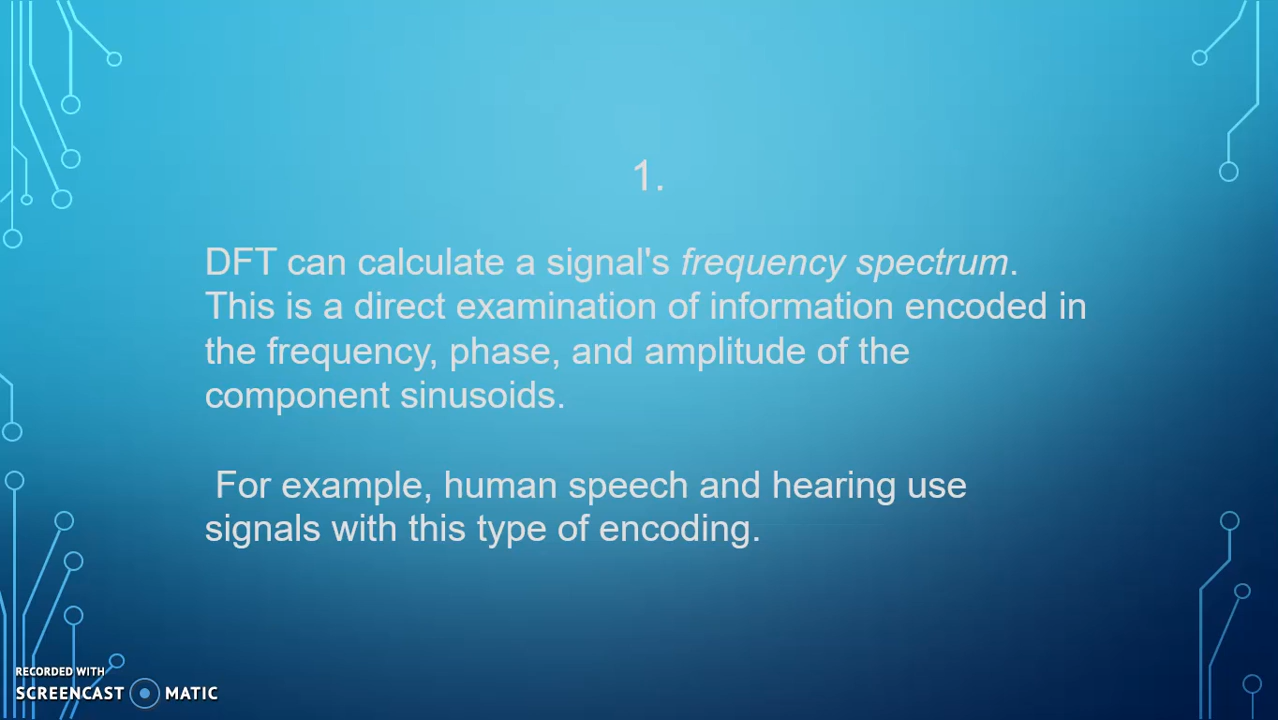 1.
DFT can calculate a signal's frequency spectrum.
This is a direct examination of information encoded in
the frequency, phase, and amplitude of the
component sinusoids.
For example, human speech and hearing use
signals with this type of encoding.
RECORDED WITH
SCREENCAST MATIC